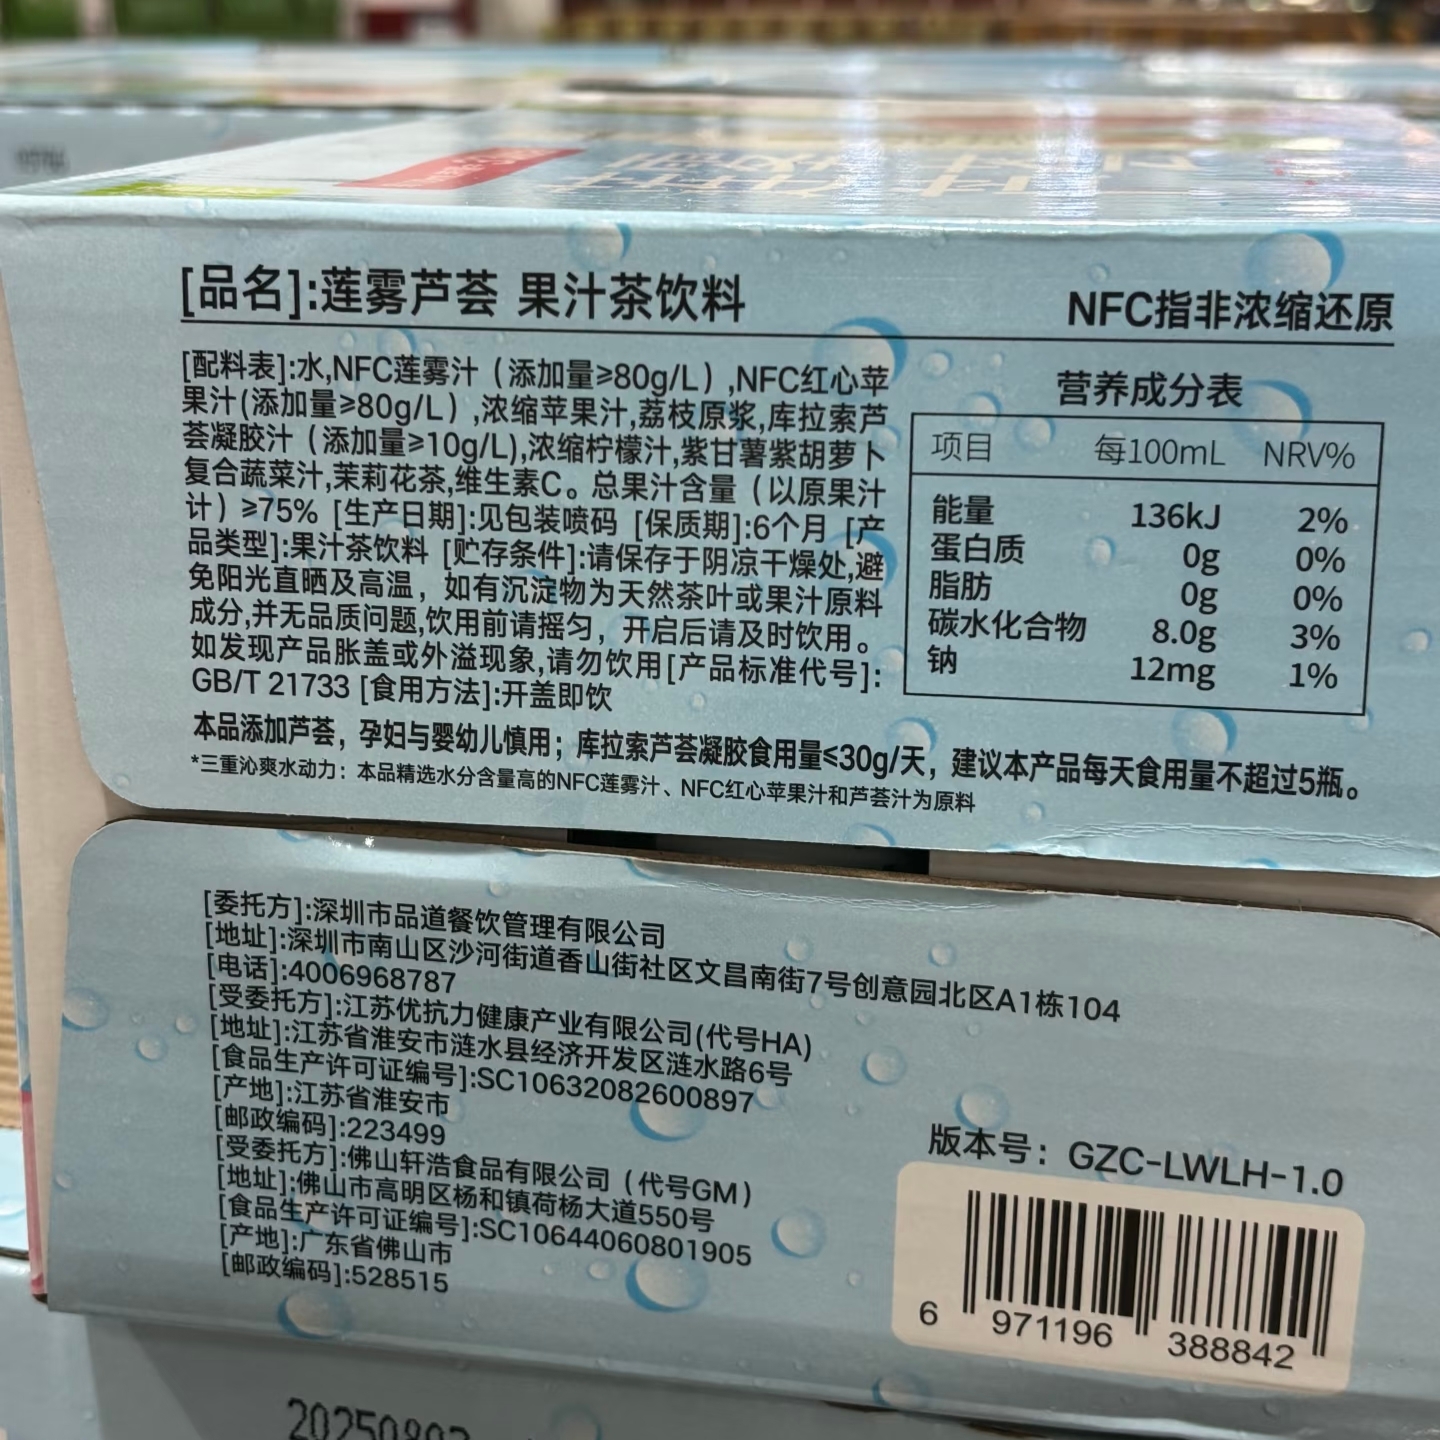 [品名]:莲雾芦荟 果汁茶饮料
NFC指非浓缩还原
[配料表]:水,NFC莲雾汁（添加量≥80g/L）,NFC红心苹
果汁(添加量≥80g/L）,浓缩苹果汁,荔枝原浆,库拉索芦
荟凝胶汁（添加量≥10g/L),浓缩柠檬汁,紫甘薯紫胡萝卜
复合蔬菜汁,茉莉花茶,维生素C。总果汁含量（以原果汁
计）≥75% [生产日期]:见包装喷码 [保质期]:6个月 [产
品类型]:果汁茶饮料 [贮存条件]:请保存于阴凉干燥处,避
免阳光直晒及高温，如有沉淀物为天然茶叶或果汁原料
成分,并无品质问题,饮用前请摇匀，开启后请及时饮用。
如发现产品胀盖或外溢现象,请勿饮用[产品标准代号]:
GB/T 21733 [食用方法]:开盖即饮
营养成分表
项目 每100mL NRV%
能量 136kJ 2%
蛋白质 0g 0%
脂肪 0g 0%
碳水化合物 8.0g 3%
钠 12mg 1%
本品添加芦荟，孕妇与婴幼儿慎用；库拉索芦荟凝胶食用量≤30g/天，建议本产品每天食用量不超过5瓶。
*三重沁爽水动力：本品精选水分含量高的NFC莲雾汁、NFC红心苹果汁和芦荟汁为原料
[委托方]:深圳市品道餐饮管理有限公司
[地址]:深圳市南山区沙河街道香山街社区文昌南街7号创意园北区A1栋104
[电话]:4006968787
[受委托方]:江苏优抗力健康产业有限公司(代号HA)
[地址]:江苏省淮安市涟水县经济开发区涟水路6号
[食品生产许可证编号]:SC10632082600897
[产地]:江苏省淮安市
[邮政编码]:223499
[受委托方]:佛山轩浩食品有限公司（代号GM）
[地址]:佛山市高明区杨和镇荷杨大道550号
[食品生产许可证编号]:SC10644060801905
[产地]:广东省佛山市
[邮政编码]:528515
版本号：GZC-LWLH-1.0
6 971196 388842